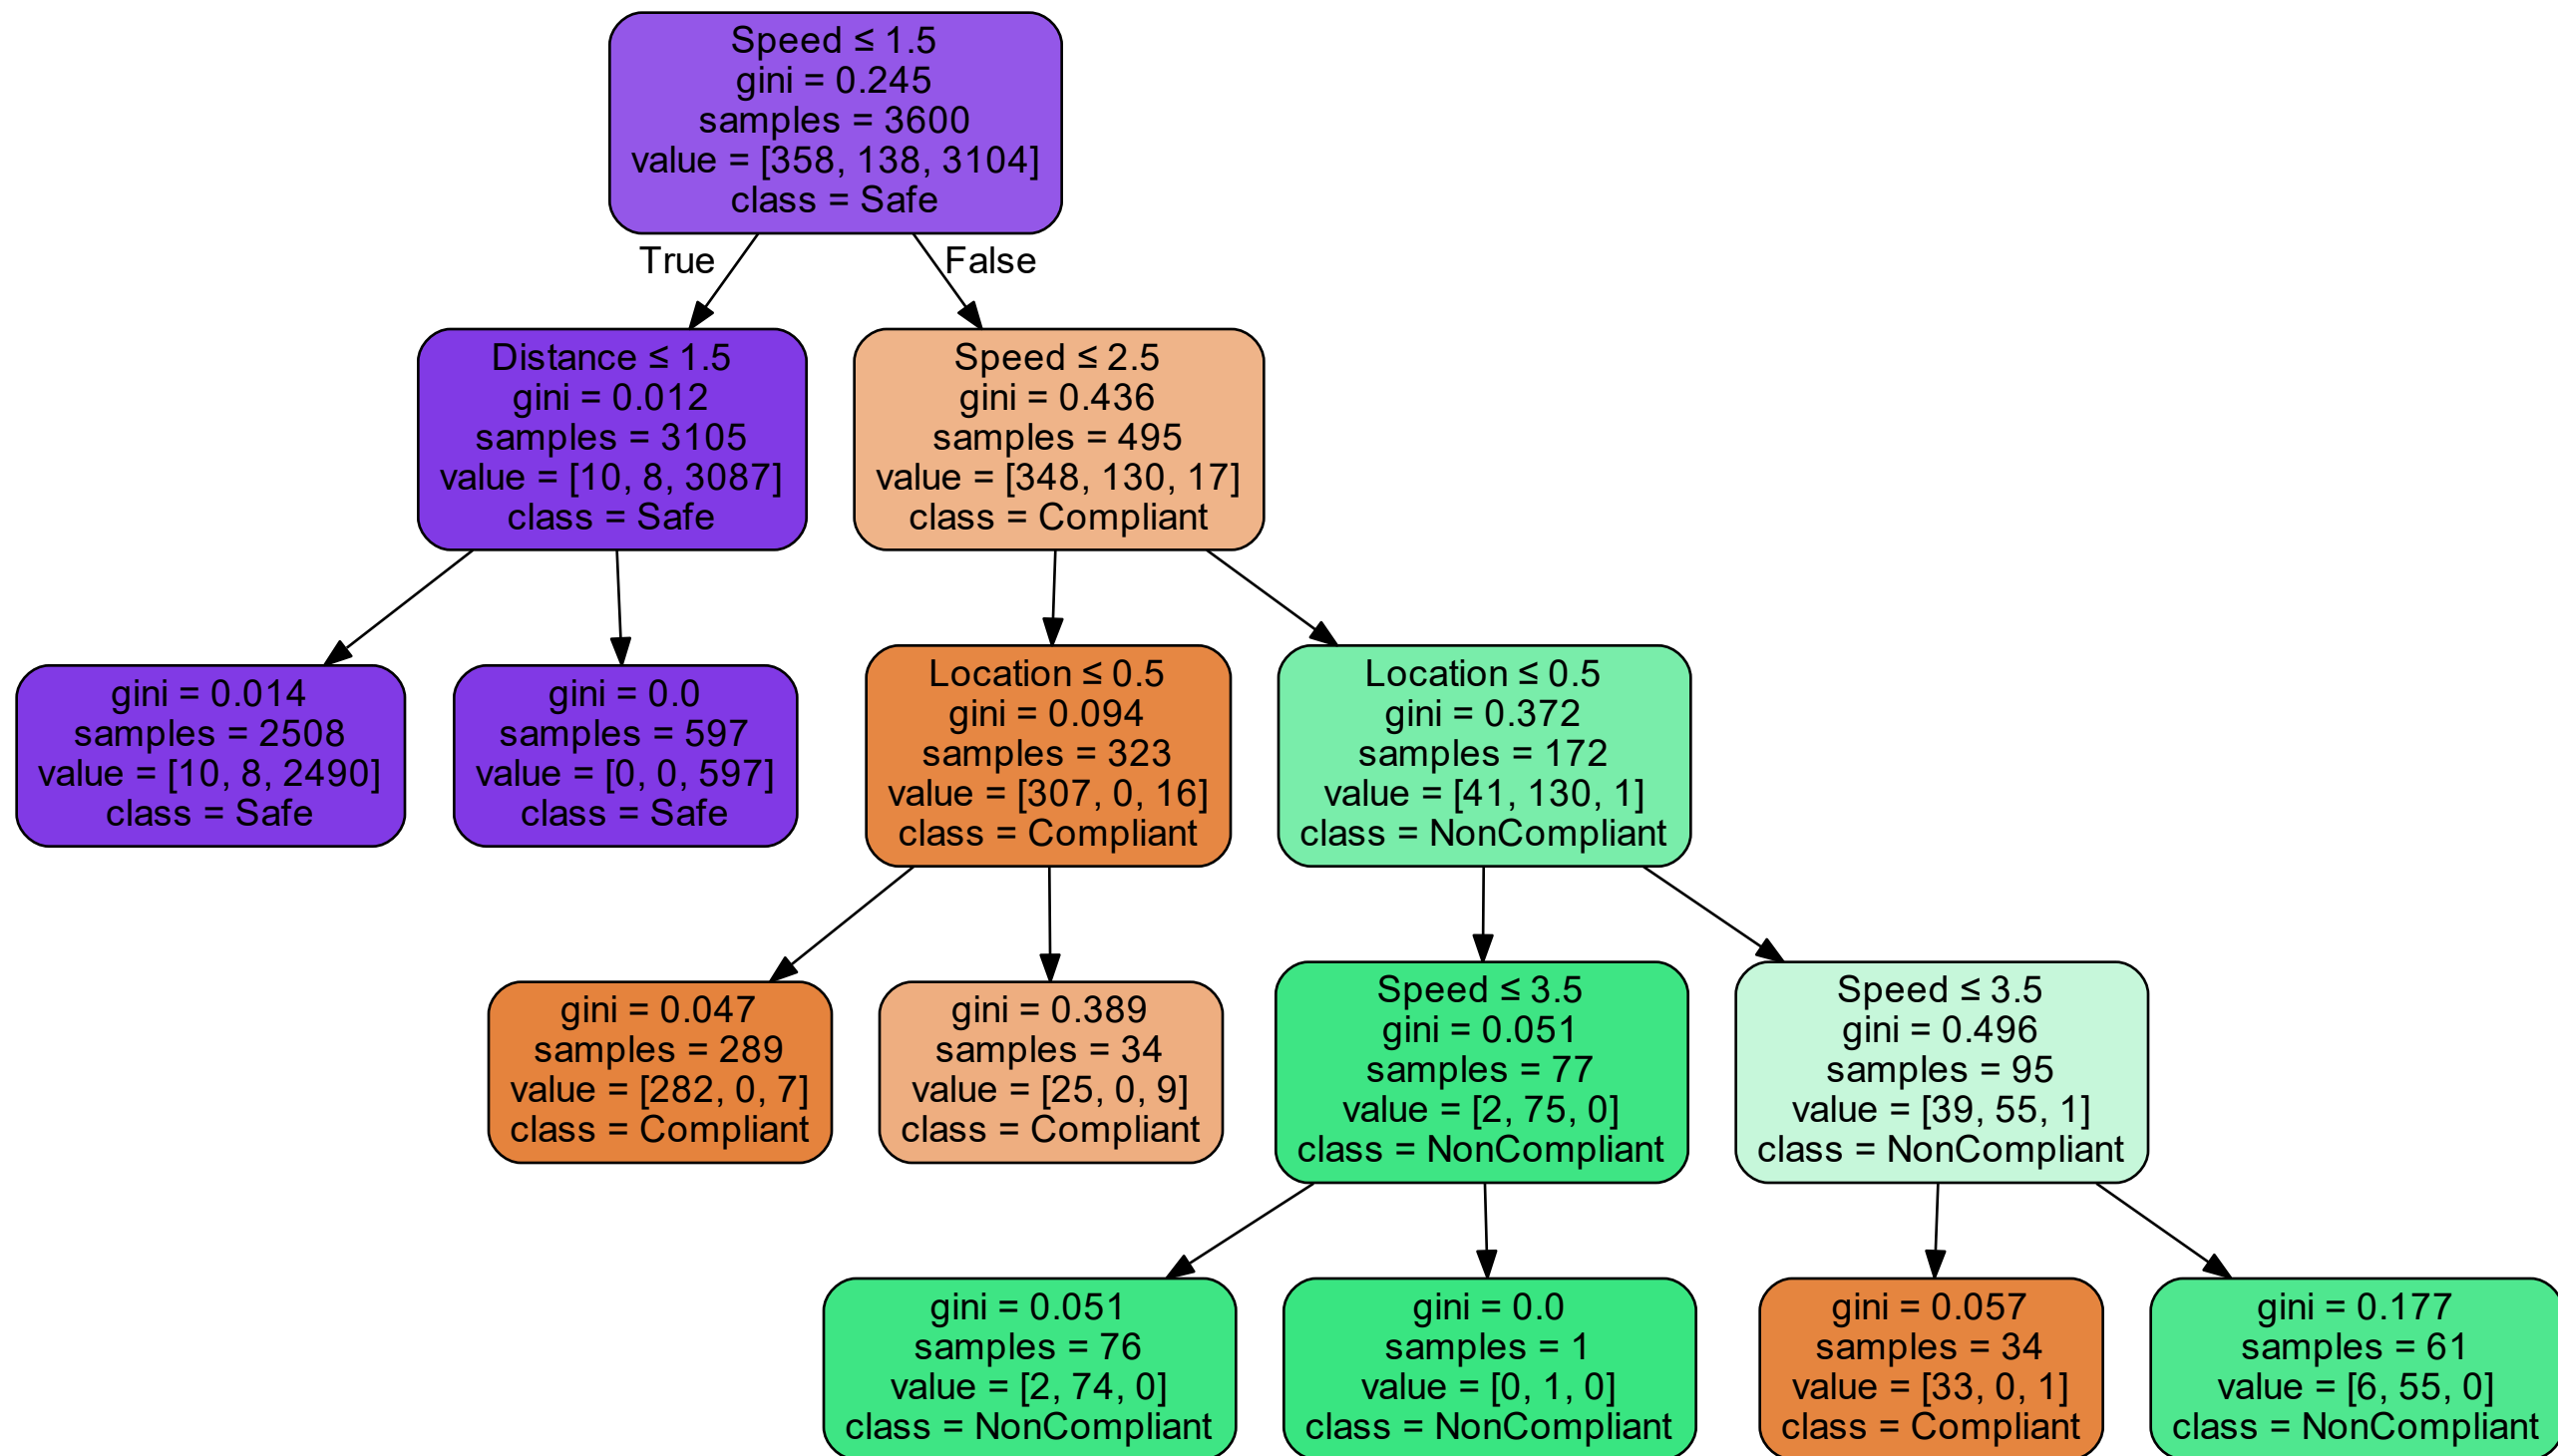 Speed ≤ 1.5
gini = 0.245
samples = 3600
value = [358, 138, 3104]
class = Safe
True
False
Distance ≤ 1.5
gini = 0.012
samples = 3105
value = [10, 8, 3087]
class = Safe
Speed ≤ 2.5
gini = 0.436
samples = 495
value = [348, 130, 17]
class = Compliant
gini = 0.014
samples = 2508
value = [10, 8, 2490]
class = Safe
gini = 0.0
samples = 597
value = [0, 0, 597]
class = Safe
Location ≤ 0.5
gini = 0.094
samples = 323
value = [307, 0, 16]
class = Compliant
Location ≤ 0.5
gini = 0.372
samples = 172
value = [41, 130, 1]
class = NonCompliant
gini = 0.047
samples = 289
value = [282, 0, 7]
class = Compliant
gini = 0.389
samples = 34
value = [25, 0, 9]
class = Compliant
Speed ≤ 3.5
gini = 0.051
samples = 77
value = [2, 75, 0]
class = NonCompliant
Speed ≤ 3.5
gini = 0.496
samples = 95
value = [39, 55, 1]
class = NonCompliant
gini = 0.051
samples = 76
value = [2, 74, 0]
class = NonCompliant
gini = 0.0
samples = 1
value = [0, 1, 0]
class = NonCompliant
gini = 0.057
samples = 34
value = [33, 0, 1]
class = Compliant
gini = 0.177
samples = 61
value = [6, 55, 0]
class = NonCompliant